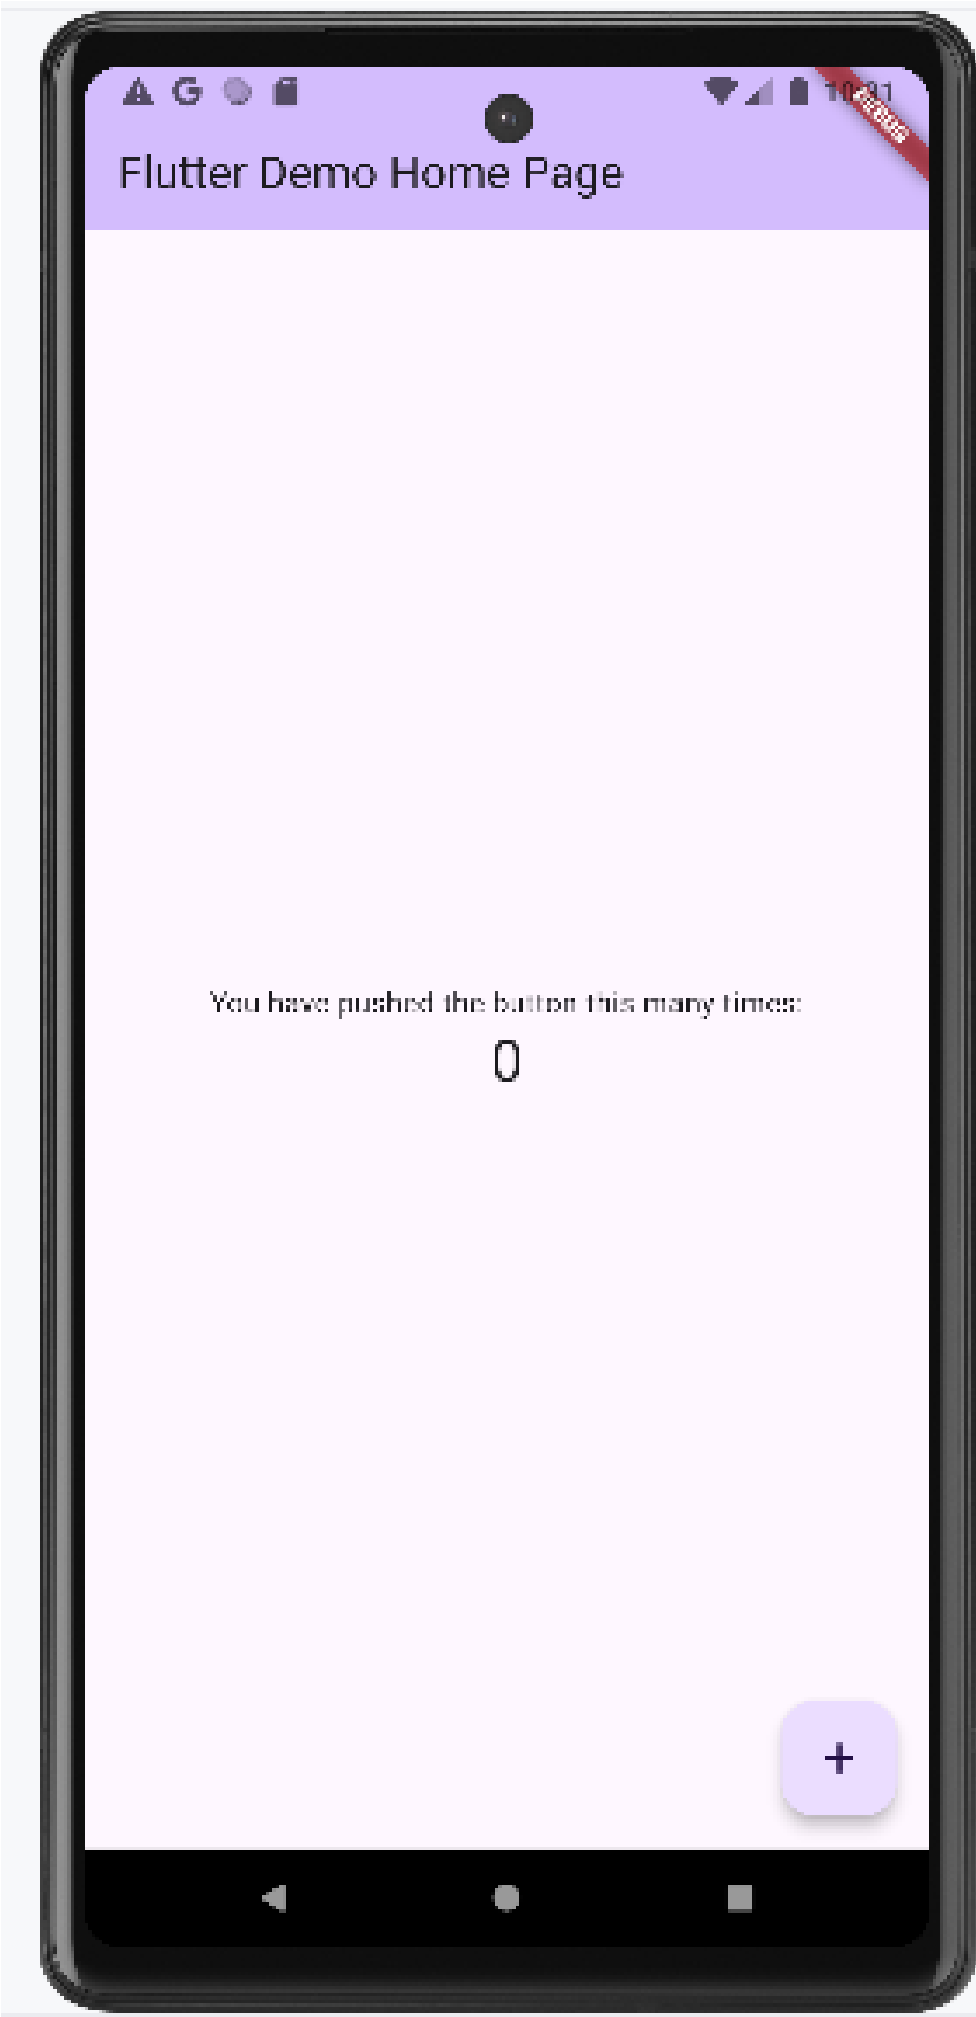 Flutter Demo Home Page
You have pushed the button this many times:
0